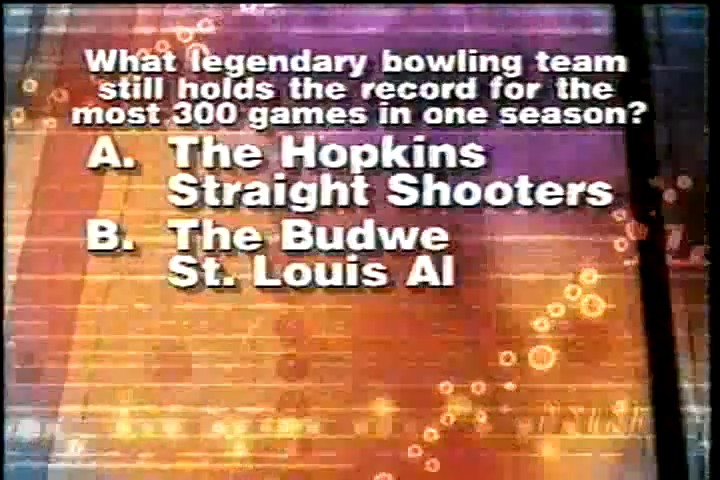 What legendary bowling team
still holds the record for the
most 300 games in one season?
A. The Hopkins
Straight Shooters
B. The Budwe
St. Louis Al